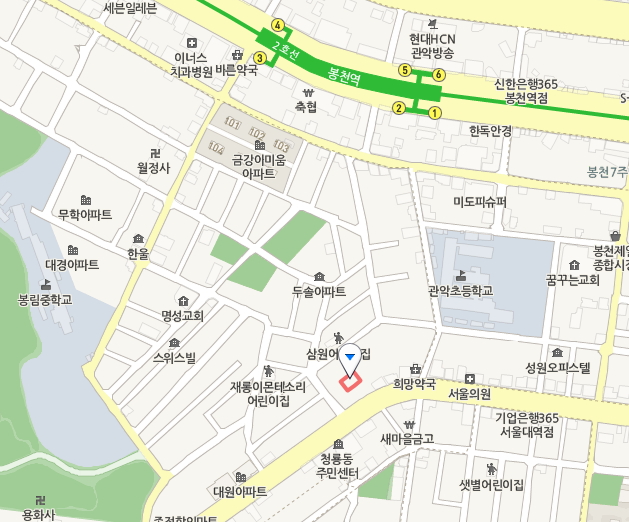 세븐일레븐
4
현대HCN
관악방송
이너스
치과병원
바른약국
3
2호선
봉천역
5
6
신한은행365
봉천역점
S-
축협
2
1
한독안경
101
102
103
104
금강이미움
아파트
월정사
봉천7주
무학아파트
미도피슈퍼
한울
대경아파트
봉천제일
종합시장
꿈꾸는교회
두솔아파트
관악초등학교
봉림중학교
명성교회
스위스빌
삼원어린이집
성원오피스텔
재롱이몬테소리
어린이집
희망약국
서울의원
기업은행365
서울대역점
새마을금고
청룡동
주민센터
대원아파트
샛별어린이집
용화사